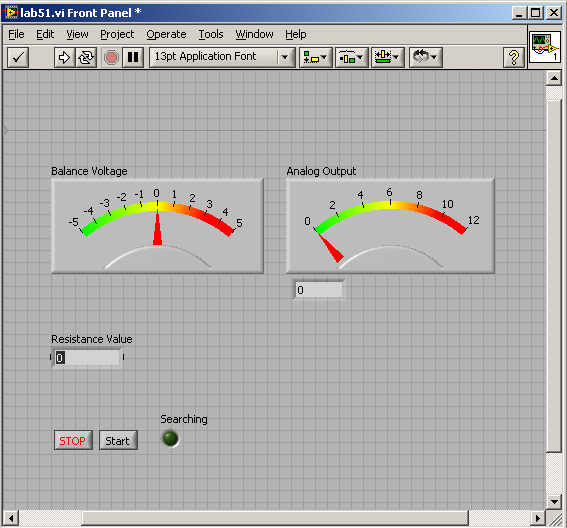 lab51.vi Front Panel *
File Edit View Project Operate Tools Window Help
13pt Application Font
?
1
Balance Voltage
-5 -4 -3 -2 -1 0 1 2 3 4 5
Analog Output
0 2 4 6 8 10 12
0
Resistance Value
0
Searching
STOP Start